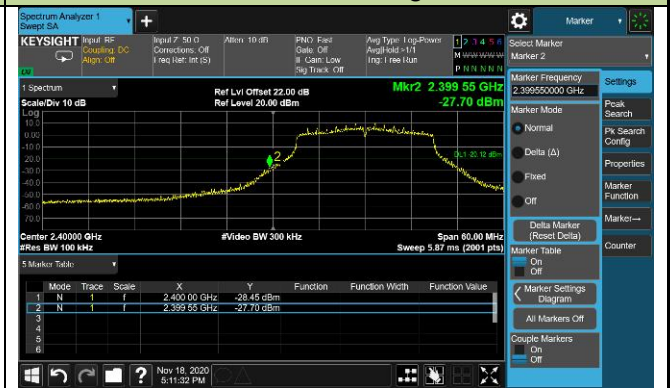 Spectrum Analyzer 1
Swept SA
Marker
KEYSIGHT
Input: RF
Coupling: DC
Align: Off
Input Z: 50 Ω
Corrections: Off
Freq Ref: Int (S)
Atten: 10 dB
PNO: Fast
Gate: Off
IF Gain: Low
Sig Track: Off
Avg Type: Log-Power
Avg|Hold:>1/1
Trig: Free Run
1 2 3 4 5 6
M W W W W W
P N N N N N
Select Marker
Marker 2
LXI
1 Spectrum
Scale/Div 10 dB
Ref Lvl Offset 22.00 dB
Ref Level 20.00 dBm
Mkr2 2.399 55 GHz
-27.70 dBm
Log
10.0
0.00
-10.0
-20.0
-30.0
-40.0
-50.0
-60.0
-70.0
2
DL1 -20.12 dBm
Center 2.40000 GHz
#Res BW 100 kHz
#Video BW 300 kHz
Span 60.00 MHz
Sweep 5.87 ms (2001 pts)
5 Marker Table
Mode Trace Scale X Y Function Function Width Function Value
1 N 1 f 2.400 00 GHz -28.45 dBm
2 N 1 f 2.399 55 GHz -27.70 dBm
3
4
5
6
Marker Frequency
2.399550000 GHz
Marker Mode
Normal
Delta (Δ)
Fixed
Off
Delta Marker
(Reset Delta)
Marker Table
On
Off
Marker Settings
Diagram
All Markers Off
Couple Markers
On
Off
Settings
Peak
Search
Pk Search
Config
Properties
Marker
Function
Marker→
Counter
?
Nov 18, 2020
5:11:32 PM